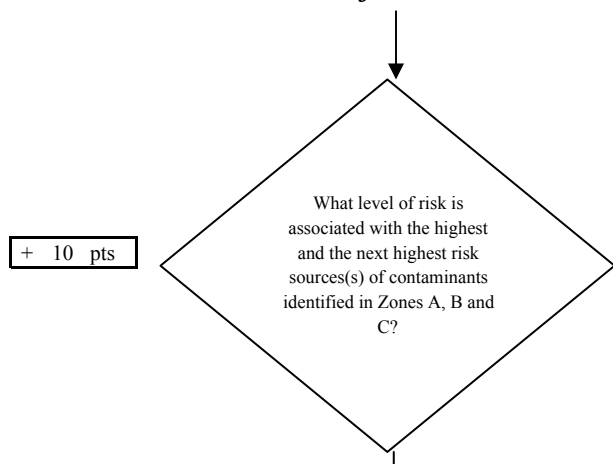 What level of risk is
associated with the highest
and the next highest risk
sources(s) of contaminants
identified in Zones A, B and
C?
+ 10 pts